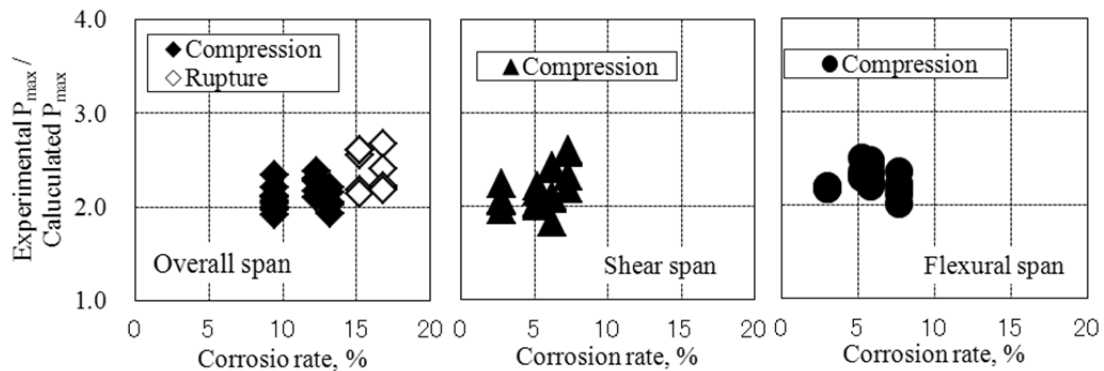 Experimental Pmax /
Caluculated Pmax
4.0
3.0
2.0
1.0
Compression
Rupture
Overall span
0 5 10 15 20
Corrosio rate, %
Compression
Shear span
0 5 10 15 20
Corrosion rate, %
Compression
Flexural span
0 5 10 15 20
Corrosion rate, %